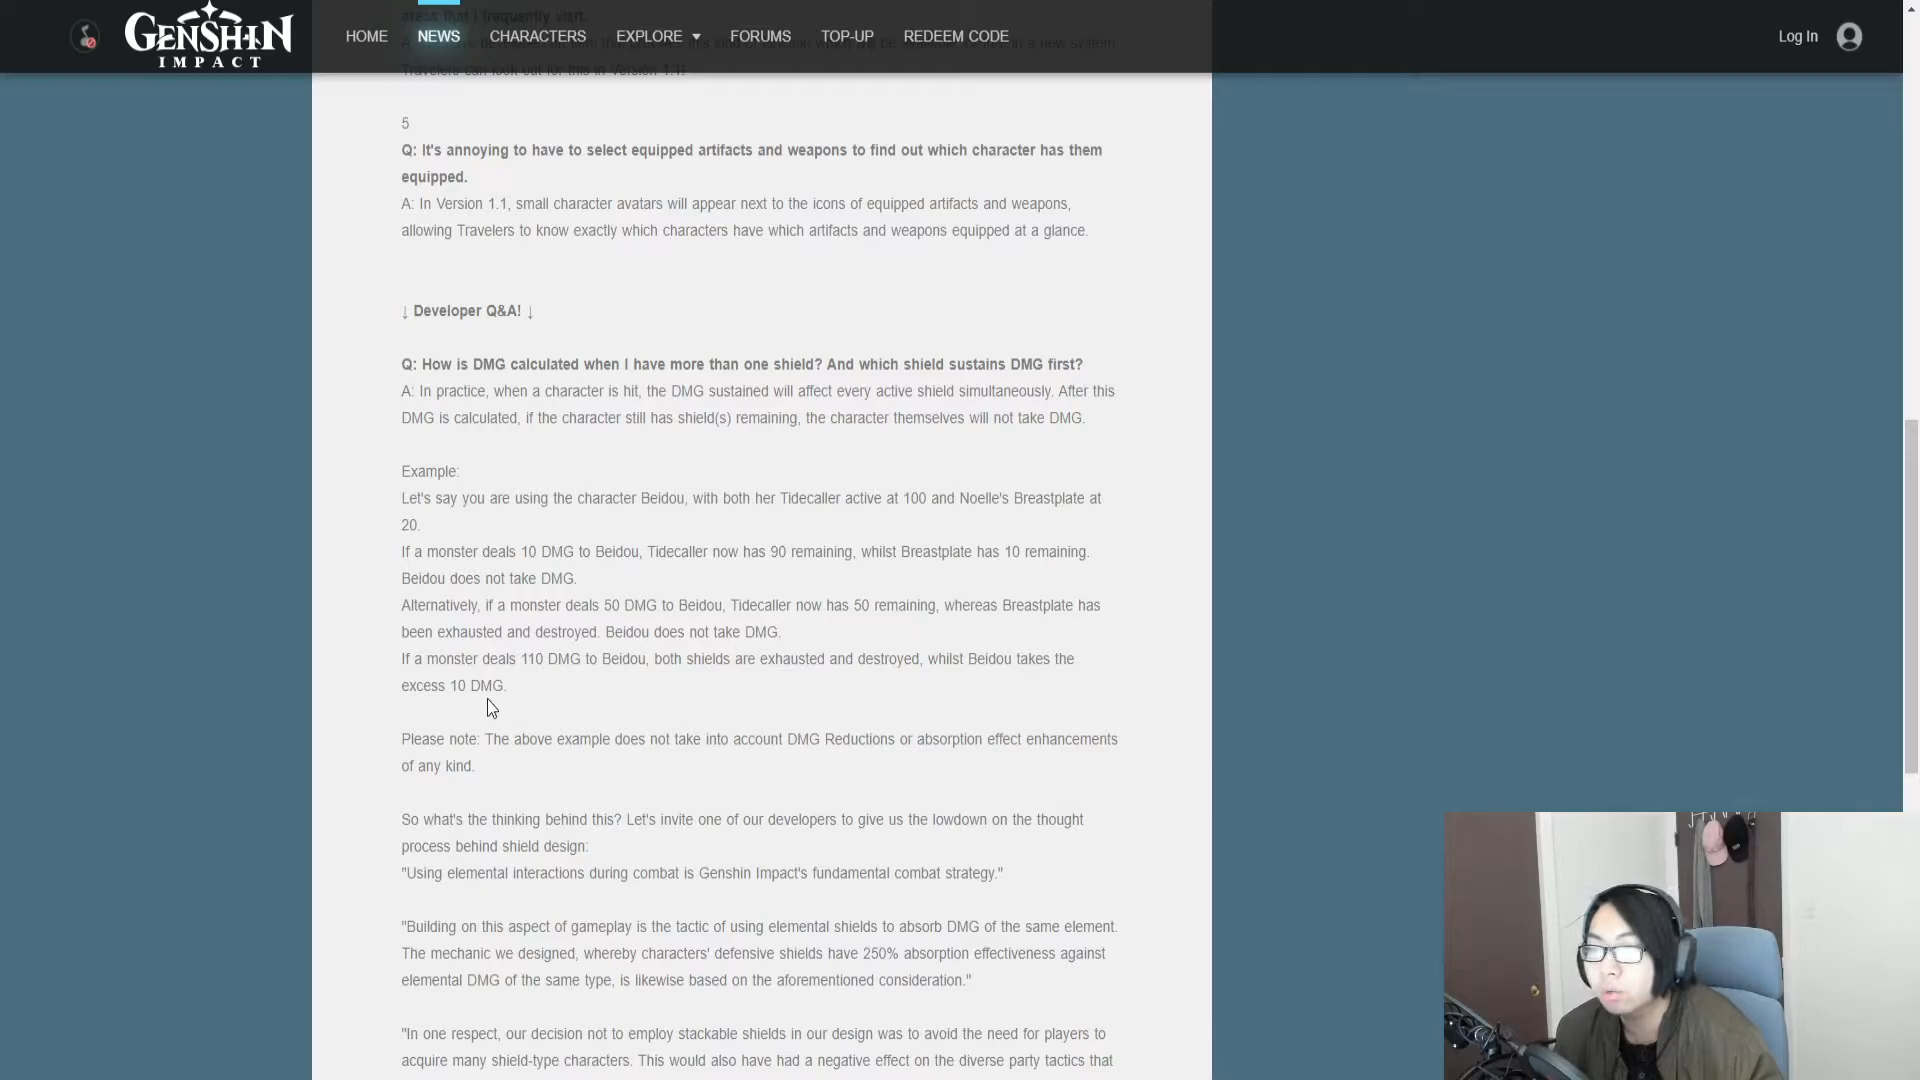 GENSHIN
IMPACT
HOME
NEWS
CHARACTERS
EXPLORE
FORUMS
TOP-UP
REDEEM CODE
Log In
areas that I frequently visit.
Travelers can look out for this in Version 1.1!
5
Q: It's annoying to have to select equipped artifacts and weapons to find out which character has them
equipped.
A: In Version 1.1, small character avatars will appear next to the icons of equipped artifacts and weapons,
allowing Travelers to know exactly which characters have which artifacts and weapons equipped at a glance.
↓ Developer Q&A! ↓
Q: How is DMG calculated when I have more than one shield? And which shield sustains DMG first?
A: In practice, when a character is hit, the DMG sustained will affect every active shield simultaneously. After this
DMG is calculated, if the character still has shield(s) remaining, the character themselves will not take DMG.
Example:
Let's say you are using the character Beidou, with both her Tidecaller active at 100 and Noelle's Breastplate at
20.
If a monster deals 10 DMG to Beidou, Tidecaller now has 90 remaining, whilst Breastplate has 10 remaining.
Beidou does not take DMG.
Alternatively, if a monster deals 50 DMG to Beidou, Tidecaller now has 50 remaining, whereas Breastplate has
been exhausted and destroyed. Beidou does not take DMG.
If a monster deals 110 DMG to Beidou, both shields are exhausted and destroyed, whilst Beidou takes the
excess 10 DMG.
Please note: The above example does not take into account DMG Reductions or absorption effect enhancements
of any kind.
So what's the thinking behind this? Let's invite one of our developers to give us the lowdown on the thought
process behind shield design:
"Using elemental interactions during combat is Genshin Impact's fundamental combat strategy."
"Building on this aspect of gameplay is the tactic of using elemental shields to absorb DMG of the same element.
The mechanic we designed, whereby characters' defensive shields have 250% absorption effectiveness against
elemental DMG of the same type, is likewise based on the aforementioned consideration."
"In one respect, our decision not to employ stackable shields in our design was to avoid the need for players to
acquire many shield-type characters. This would also have had a negative effect on the diverse party tactics that